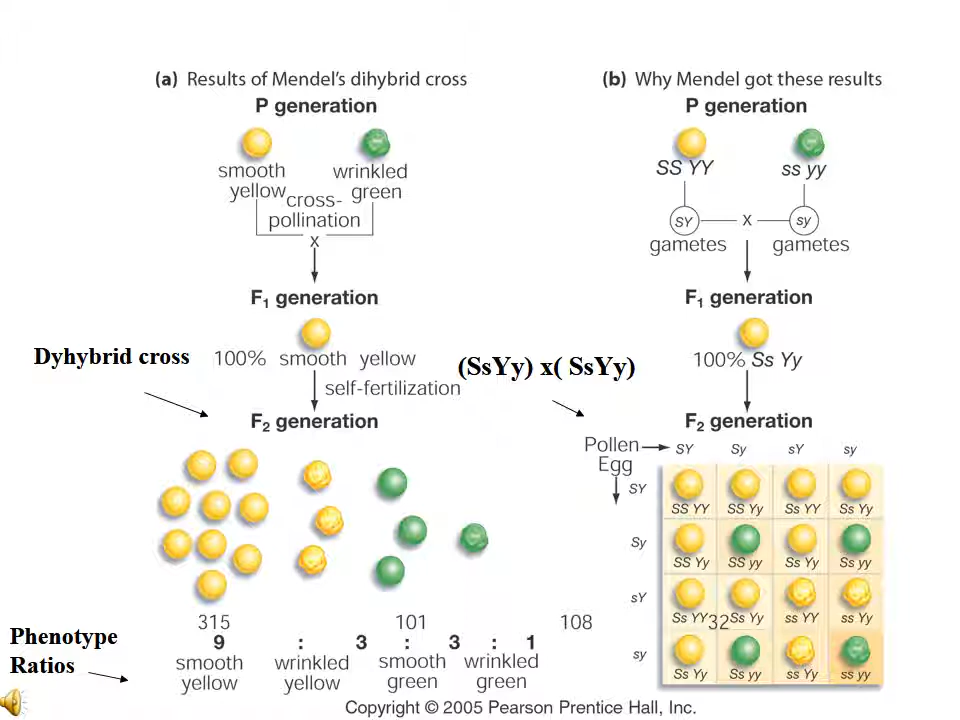 (a) Results of Mendel's dihybrid cross
P generation
smooth yellow
wrinkled green
cross-
pollination
x
F1 generation
Dyhybrid cross
100% smooth yellow
self-fertilization
F2 generation
315 101 108
Phenotype
Ratios
9 : 3 : 3 : 1
smooth wrinkled smooth wrinkled
yellow yellow green green
(b) Why Mendel got these results
P generation
SS YY ss yy
SY x sy
gametes gametes
F1 generation
100% Ss Yy
(SsYy) x( SsYy)
F2 generation
Pollen SY Sy sY sy
Egg
SY
SS YY SS Yy Ss YY Ss Yy
Sy
SS Yy SS yy Ss Yy Ss yy
sY
Ss YY 32 Ss Yy ss YY ss Yy
sy
Ss Yy Ss yy ss Yy ss yy
Copyright © 2005 Pearson Prentice Hall, Inc.